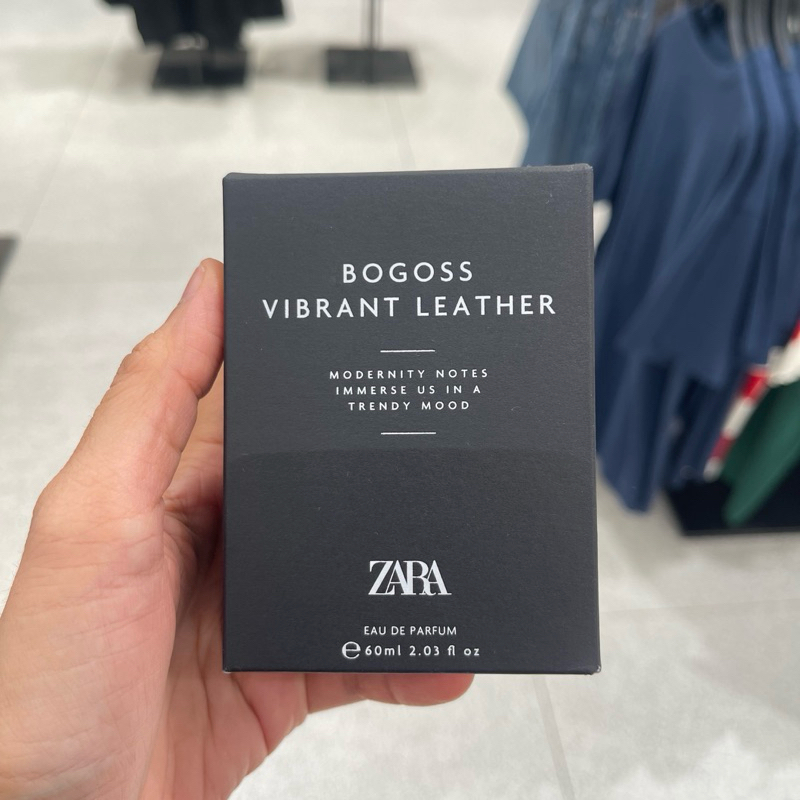 BOGOSS
VIBRANT LEATHER
MODERNITY NOTES
IMMERSE US IN A
TRENDY MOOD
ZARA
EAU DE PARFUM
℮60ml 2.03 fl oz